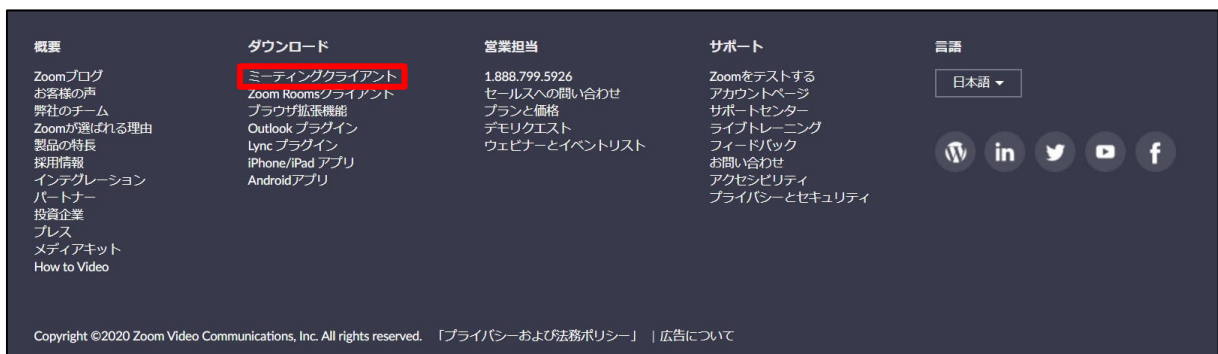 概要
Zoomブログ
お客様の声
弊社のチーム
Zoomが選ばれる理由
製品の特長
採用情報
インテグレーション
パートナー
投資企業
プレス
メディアキット
How to Video
ダウンロード
ミーティングクライアント
Zoom Roomsクライアント
ブラウザ拡張機能
Outlook プラグイン
Lync プラグイン
iPhone/iPad アプリ
Androidアプリ
営業担当
1.888.799.5926
セールスへの問い合わせ
プランと価格
デモリクエスト
ウェビナーとイベントリスト
サポート
Zoomをテストする
アカウントページ
サポートセンター
ライブトレーニング
フィードバック
お問い合わせ
アクセシビリティ
プライバシーとセキュリティ
言語
日本語
in
f
Copyright ©2020 Zoom Video Communications, Inc. All rights reserved. 「プライバシーおよび法務ポリシー」 | 広告について